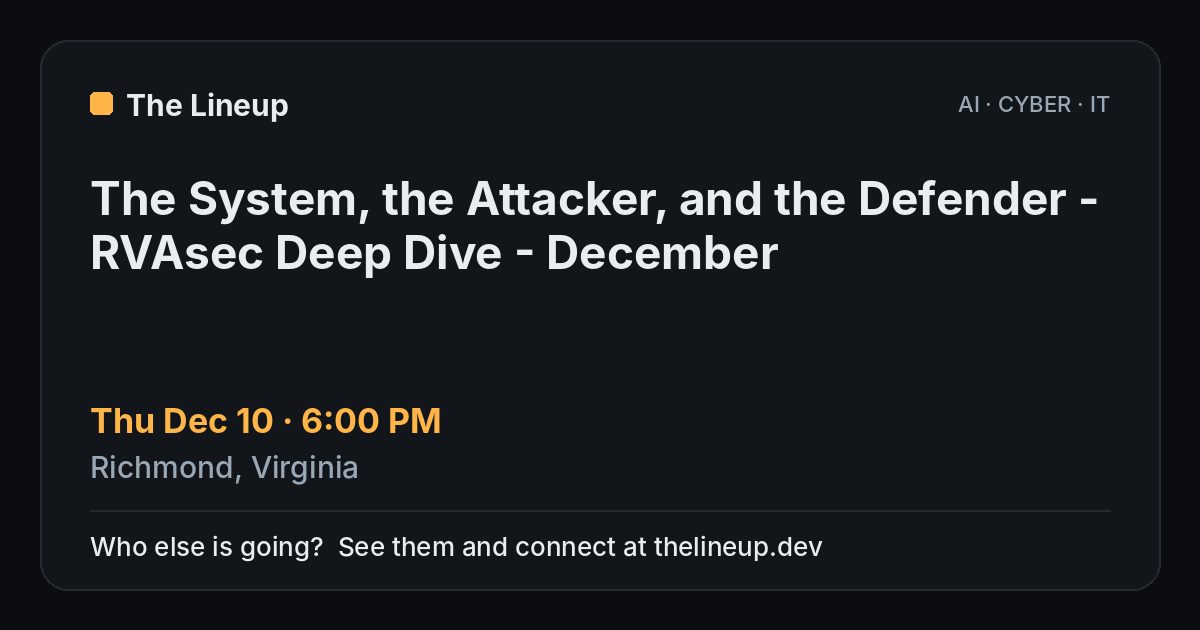 The Lineup
AI · CYBER · IT
The System, the Attacker, and the Defender -
RVAsec Deep Dive - December
Thu Dec 10 · 6:00 PM
Richmond, Virginia
Who else is going?  See them and connect at thelineup.dev